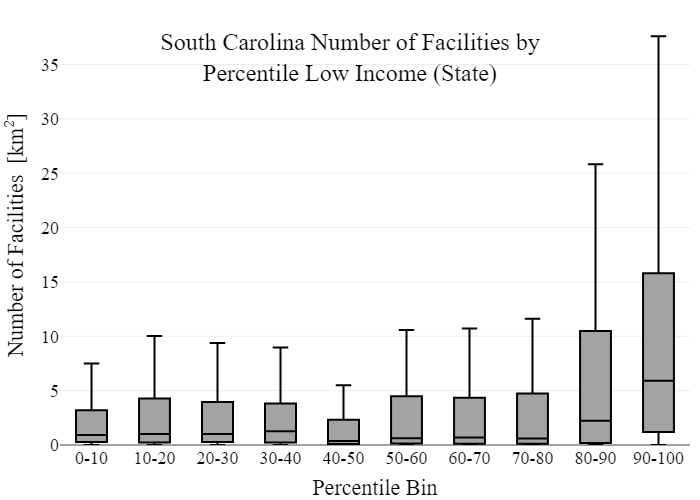 South Carolina Number of Facilities by
Percentile Low Income (State)
Number of Facilities [km²]
35
30
25
20
15
10
5
0
0-10 10-20 20-30 30-40 40-50 50-60 60-70 70-80 80-90 90-100
Percentile Bin